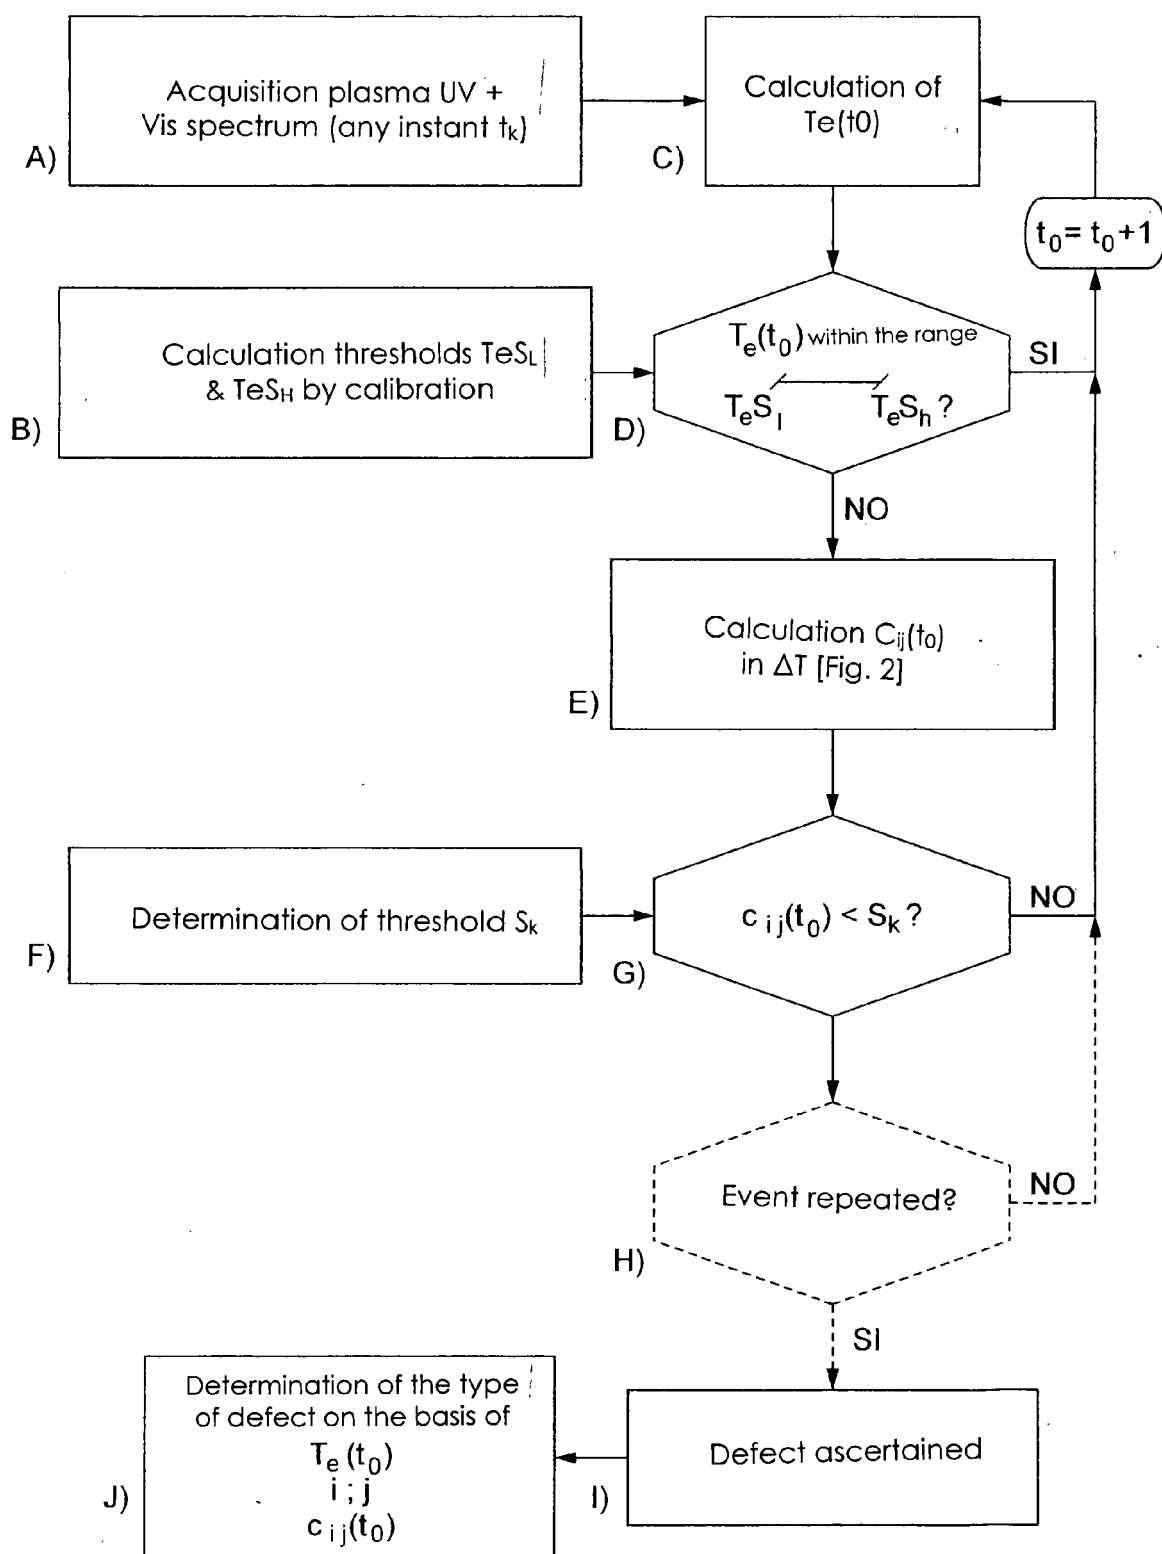 Acquisition plasma UV +
Vis spectrum (any instant tk)
A)
Calculation of
Te(t0)
C)
t0= t0+1
Calculation thresholds TeSL
& TeSH by calibration
B)
Te(t0) within the range
TeSl TeSh ?
D)
SI
NO
Calculation Cij(t0)
in ΔT [Fig. 2]
E)
Determination of threshold Sk
F)
c ij(t0) < Sk ?
G)
NO
Event repeated?
H)
NO
SI
Defect ascertained
I)
Determination of the type
of defect on the basis of
Te (t0)
i ; j
c ij(t0)
J)